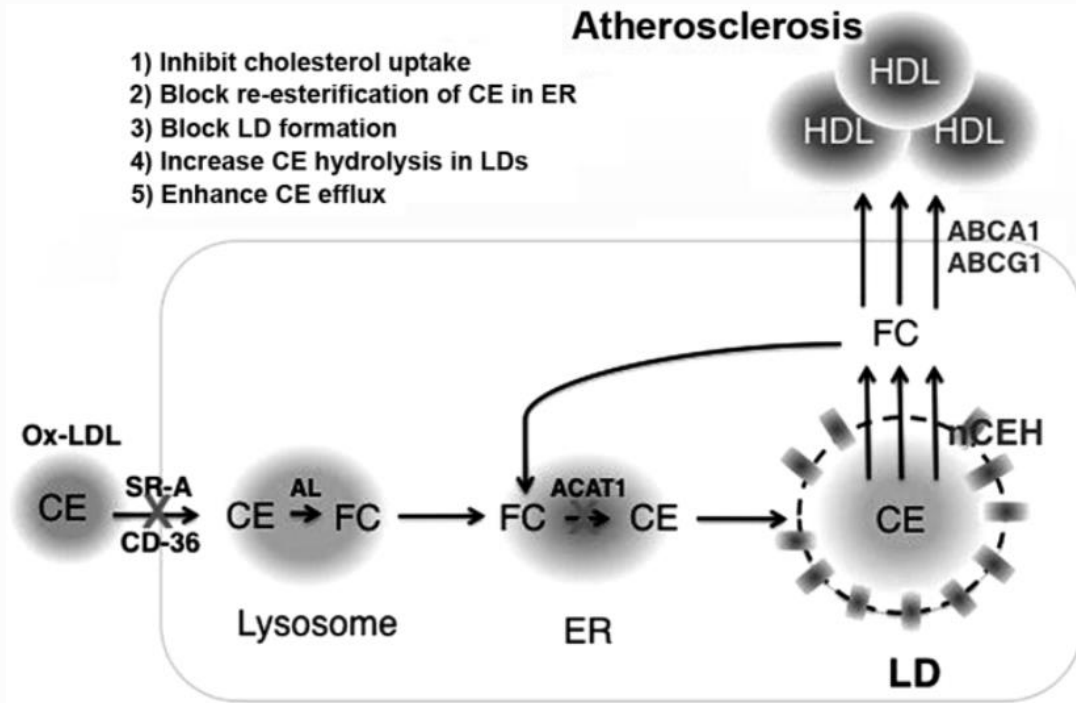 Atherosclerosis
1) Inhibit cholesterol uptake
2) Block re-esterification of CE in ER
3) Block LD formation
4) Increase CE hydrolysis in LDs
5) Enhance CE efflux
HDL
HDL HDL
ABCA1
ABCG1
FC
nCEH
Ox-LDL
CE
SR-A
CD-36
CE AL FC
Lysosome
FC ACAT1 CE
ER
CE
LD